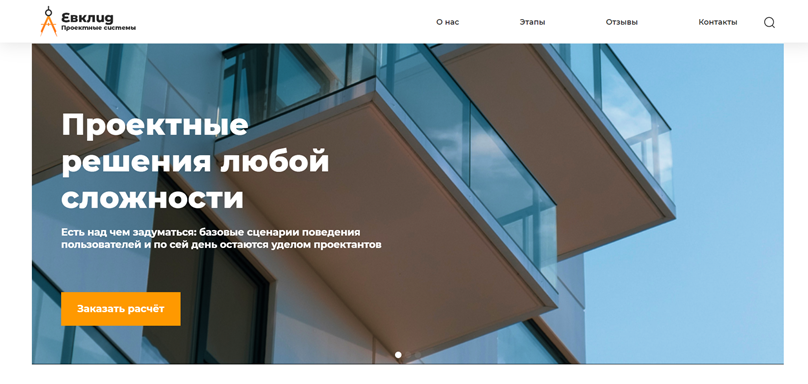 Евклид
Проектные системы
О нас
Этапы
Отзывы
Контакты
Проектные
решения любой
сложности
Есть над чем задуматься: базовые сценарии поведения
пользователей и по сей день остаются уделом проектантов
Заказать расчёт